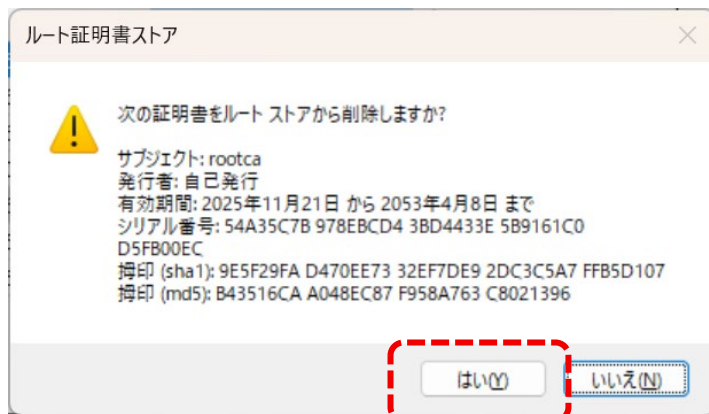 ルート証明書ストア
次の証明書をルート ストアから削除しますか?
サブジェクト: rootca
発行者: 自己発行
有効期間: 2025年11月21日 から 2053年4月8日 まで
シリアル番号: 54A35C7B 978EBCD4 3BD4433E 5B9161C0
D5FB00EC
拇印 (sha1): 9E5F29FA D470EE73 32EF7DE9 2DC3C5A7 FFB5D107
拇印 (md5): B43516CA A048EC87 F958A763 C8021396
はい(Y)
いいえ(N)